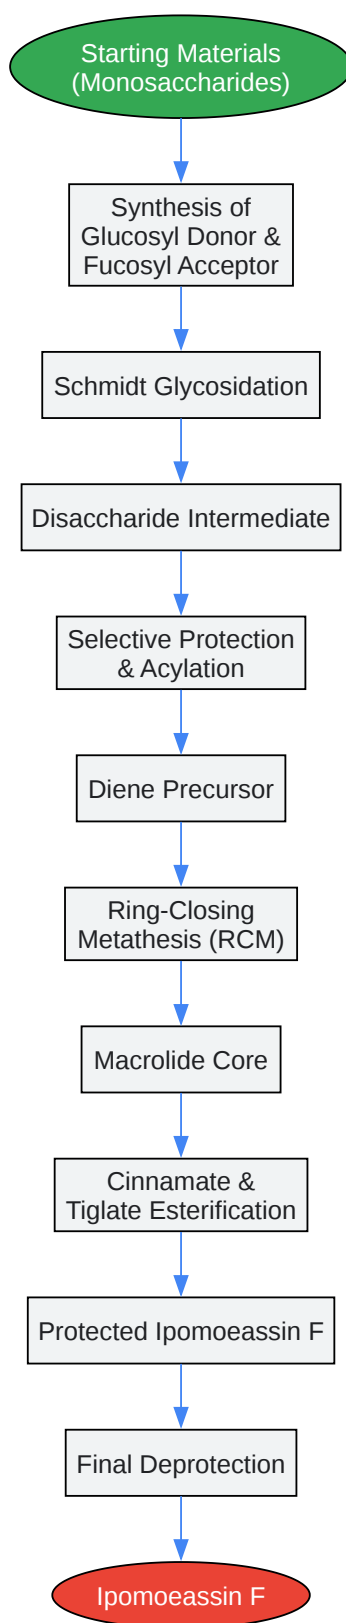 Starting Materials
(Monosaccharides)
Synthesis of
Glucosyl Donor &
Fucosyl Acceptor
Schmidt Glycosidation
Disaccharide Intermediate
Selective Protection
& Acylation
Diene Precursor
Ring-Closing
Metathesis (RCM)
Macrolide Core
Cinnamate &
Tiglate Esterification
Protected Ipomoeassin F
Final Deprotection
Ipomoeassin F